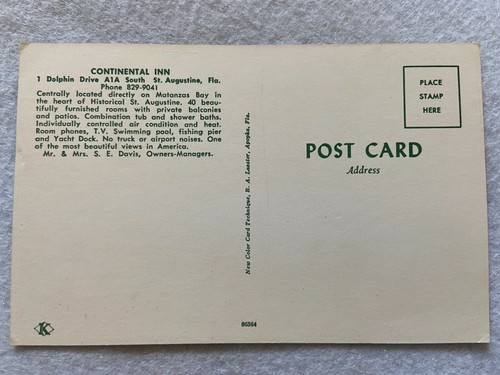 CONTINENTAL INN
1 Dolphin Drive A1A South St. Augustine, Fla.
Phone 829-9041
Centrally located directly on Matanzas Bay in
the heart of Historical St. Augustine. 40 beau-
tifully furnished rooms with private balconies
and patios. Combination tub and shower baths.
Individually controlled air condition and heat.
Room phones, T.V. Swimming pool, fishing pier
and Yacht Dock. No truck or airport noises. One
of the most beautiful views in America.
Mr. & Mrs. S. E. Davis, Owners-Managers.
K
New Color Card Technique, R. A. Lassiter, Apopka, Fla.
86564
PLACE
STAMP
HERE
POST CARD
Address